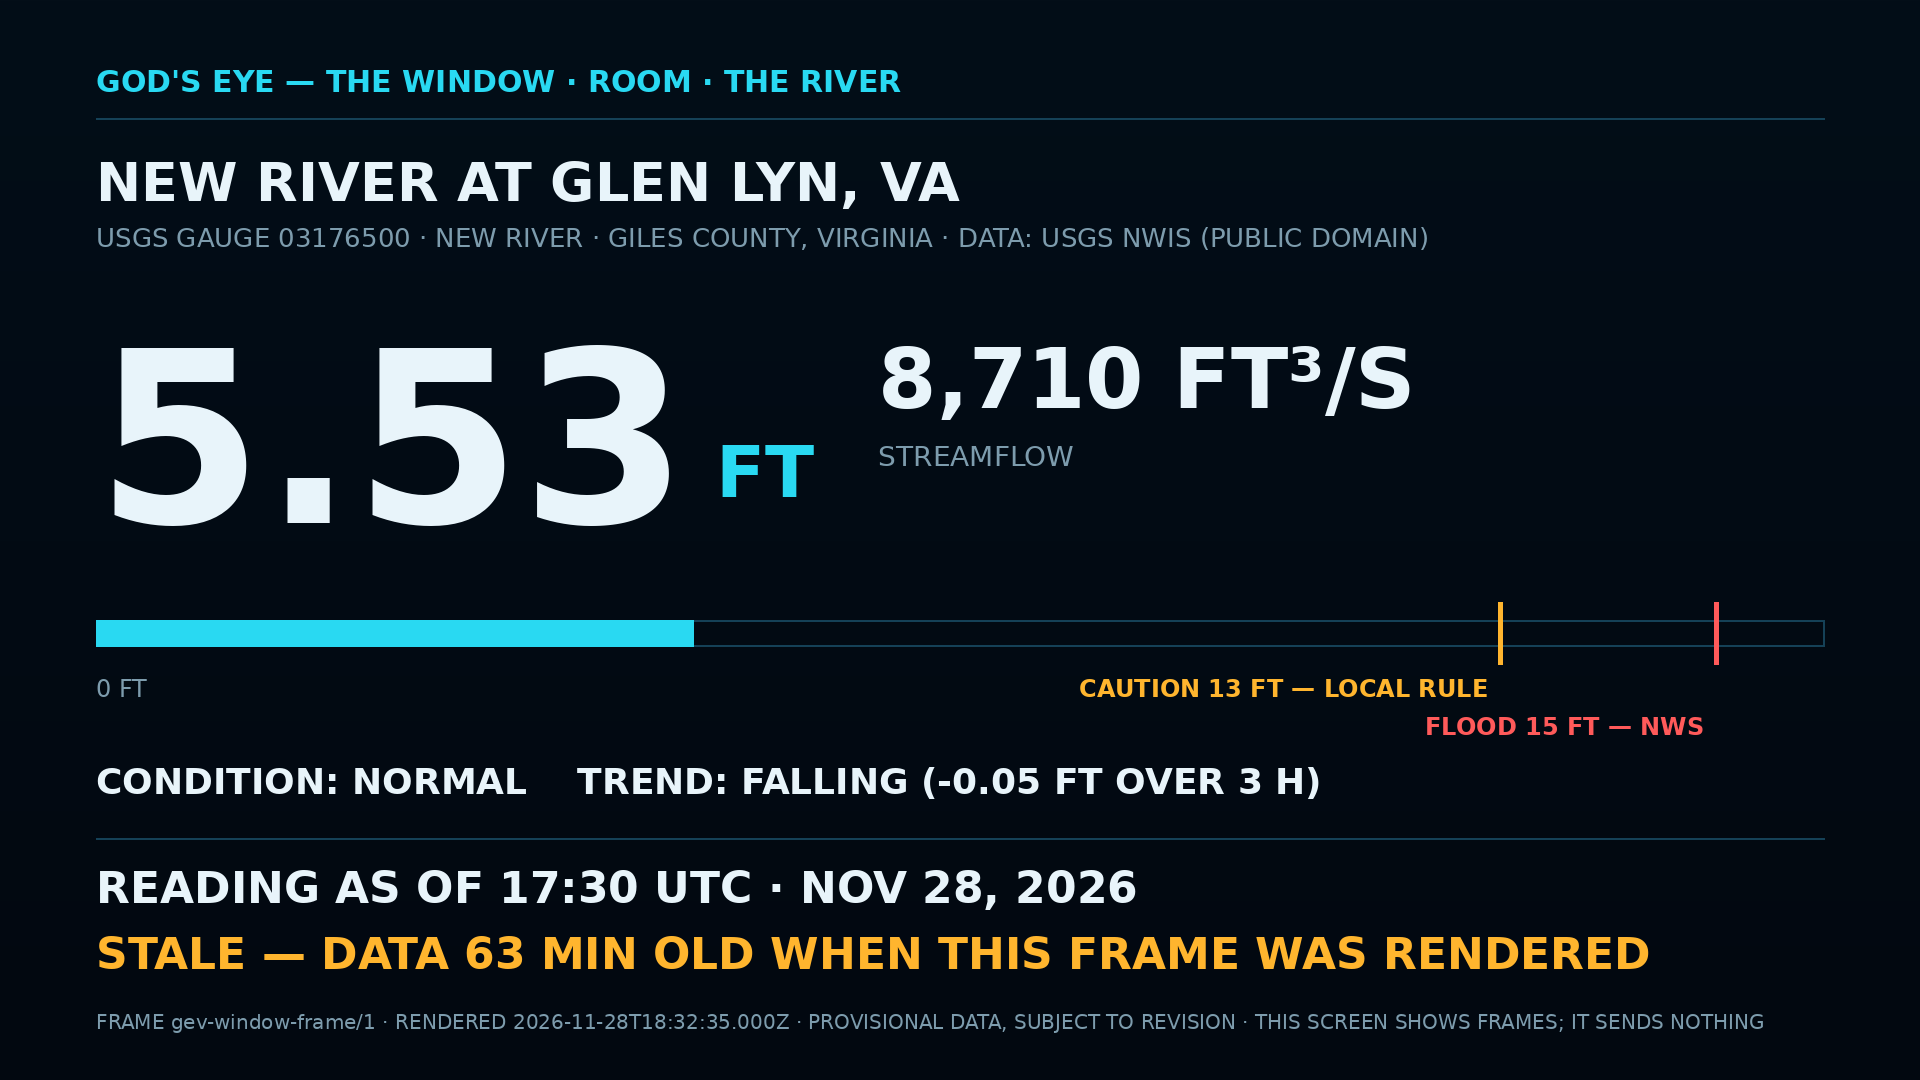 GOD'S EYE — THE WINDOW · ROOM · THE RIVER
NEW RIVER AT GLEN LYN, VA
USGS GAUGE 03176500 · NEW RIVER · GILES COUNTY, VIRGINIA · DATA: USGS NWIS (PUBLIC DOMAIN)
5.53 FT
8,710 FT³/S
STREAMFLOW
0 FT
CAUTION 13 FT — LOCAL RULE
FLOOD 15 FT — NWS
CONDITION: NORMAL TREND: FALLING (-0.05 FT OVER 3 H)
READING AS OF 17:30 UTC · NOV 28, 2026
STALE — DATA 63 MIN OLD WHEN THIS FRAME WAS RENDERED
FRAME gev-window-frame/1 · RENDERED 2026-11-28T18:32:35.000Z · PROVISIONAL DATA, SUBJECT TO REVISION · THIS SCREEN SHOWS FRAMES; IT SENDS NOTHING